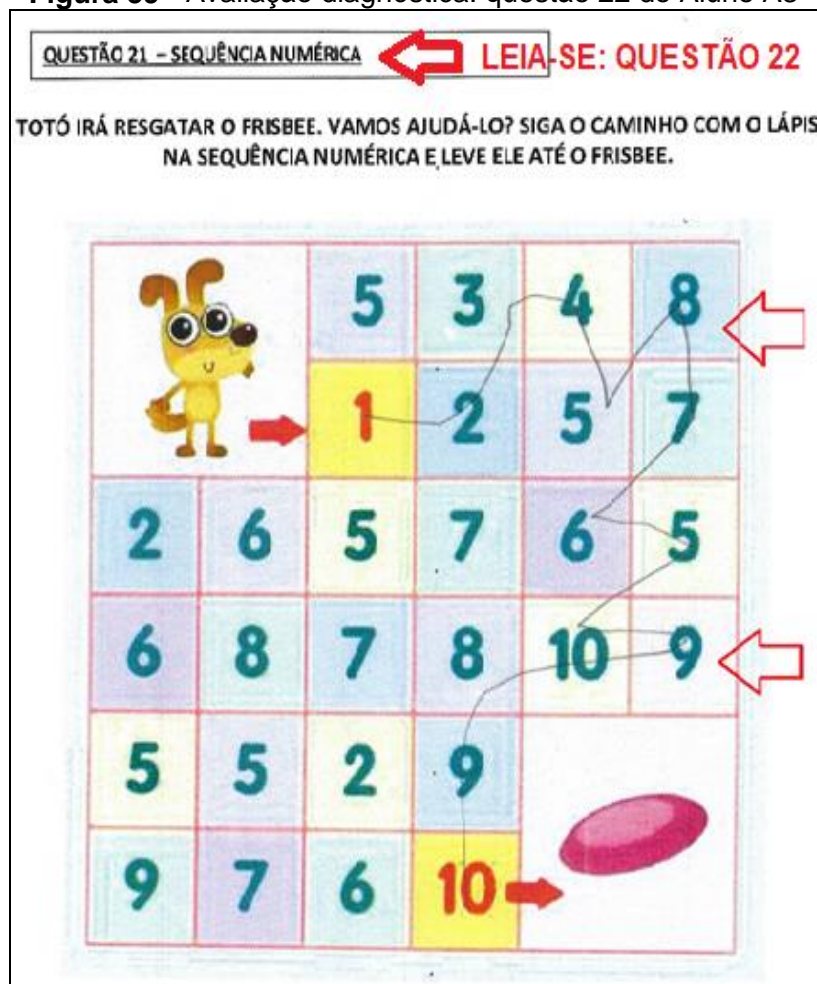 Avaliação diagnóstica: questão 22 do Aluno A3
QUESTÃO 21 – SEQUÊNCIA NUMÉRICA
LEIA-SE: QUESTÃO 22
TOTÓ IRÁ RESGATAR O FRISBEE. VAMOS AJUDÁ-LO? SIGA O CAMINHO COM O LÁPIS
NA SEQUÊNCIA NUMÉRICA E LEVE ELE ATÉ O FRISBEE.
5 3 4 8
1 2 5 7
2 6 5 7 6 5
6 8 7 8 10 9
5 5 2 9
9 7 6 10